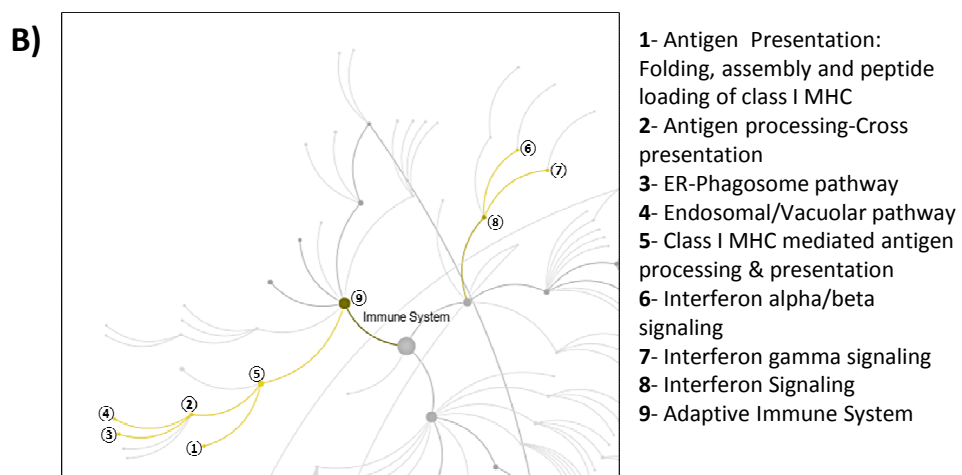 B)
⑥
⑦
⑧
⑨
Immune System
⑤
②
④
③
①
1- Antigen Presentation:
Folding, assembly and peptide
loading of class I MHC
2- Antigen processing-Cross
presentation
3- ER-Phagosome pathway
4- Endosomal/Vacuolar pathway
5- Class I MHC mediated antigen
processing & presentation
6- Interferon alpha/beta
signaling
7- Interferon gamma signaling
8- Interferon Signaling
9- Adaptive Immune System